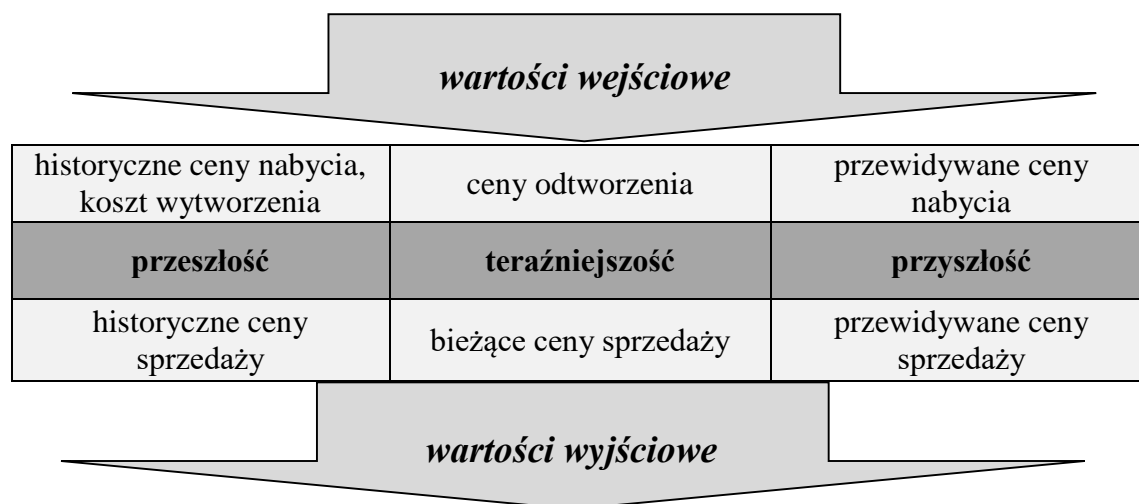 wartości wejściowe
historyczne ceny nabycia,
koszt wytworzenia
ceny odtworzenia
przewidywane ceny
nabycia
przeszłość
teraźniejszość
przyszłość
historyczne ceny
sprzedaży
bieżące ceny sprzedaży
przewidywane ceny
sprzedaży
wartości wyjściowe